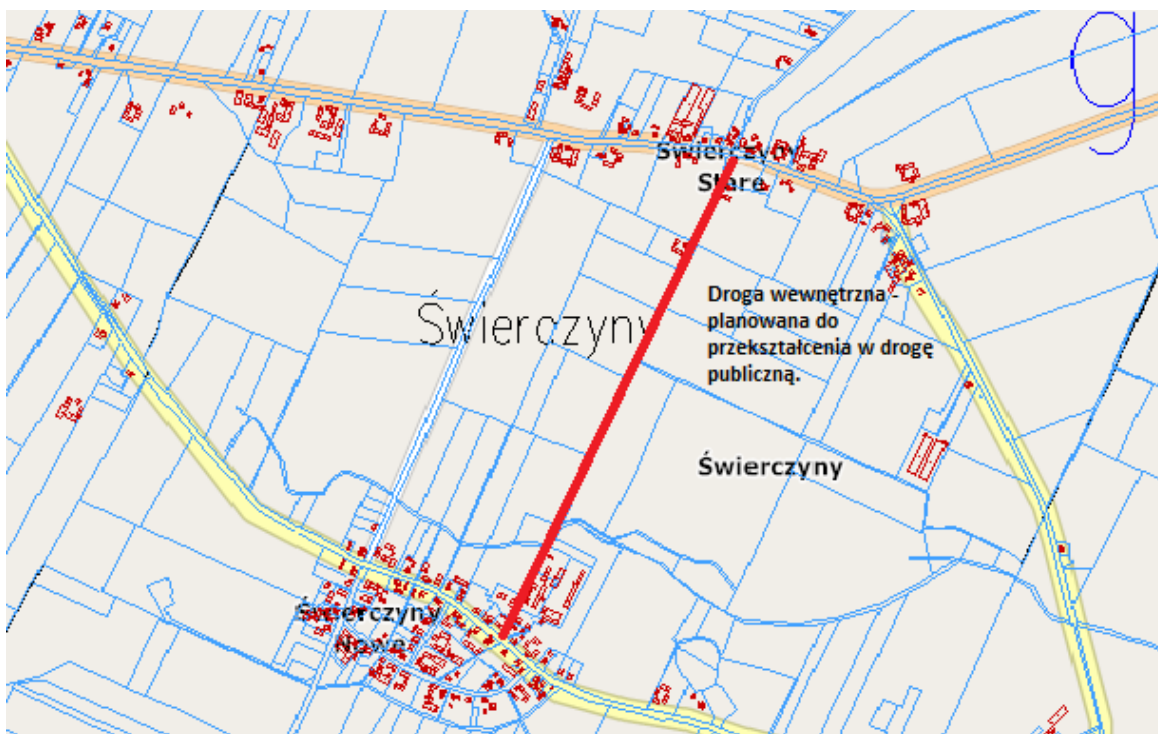 Świerczyny
Stare
Droga wewnętrzna -
planowana do
przekształcenia w drogę
publiczną.
Świerczyny
Świerczyny
Świerczyny
Nowe